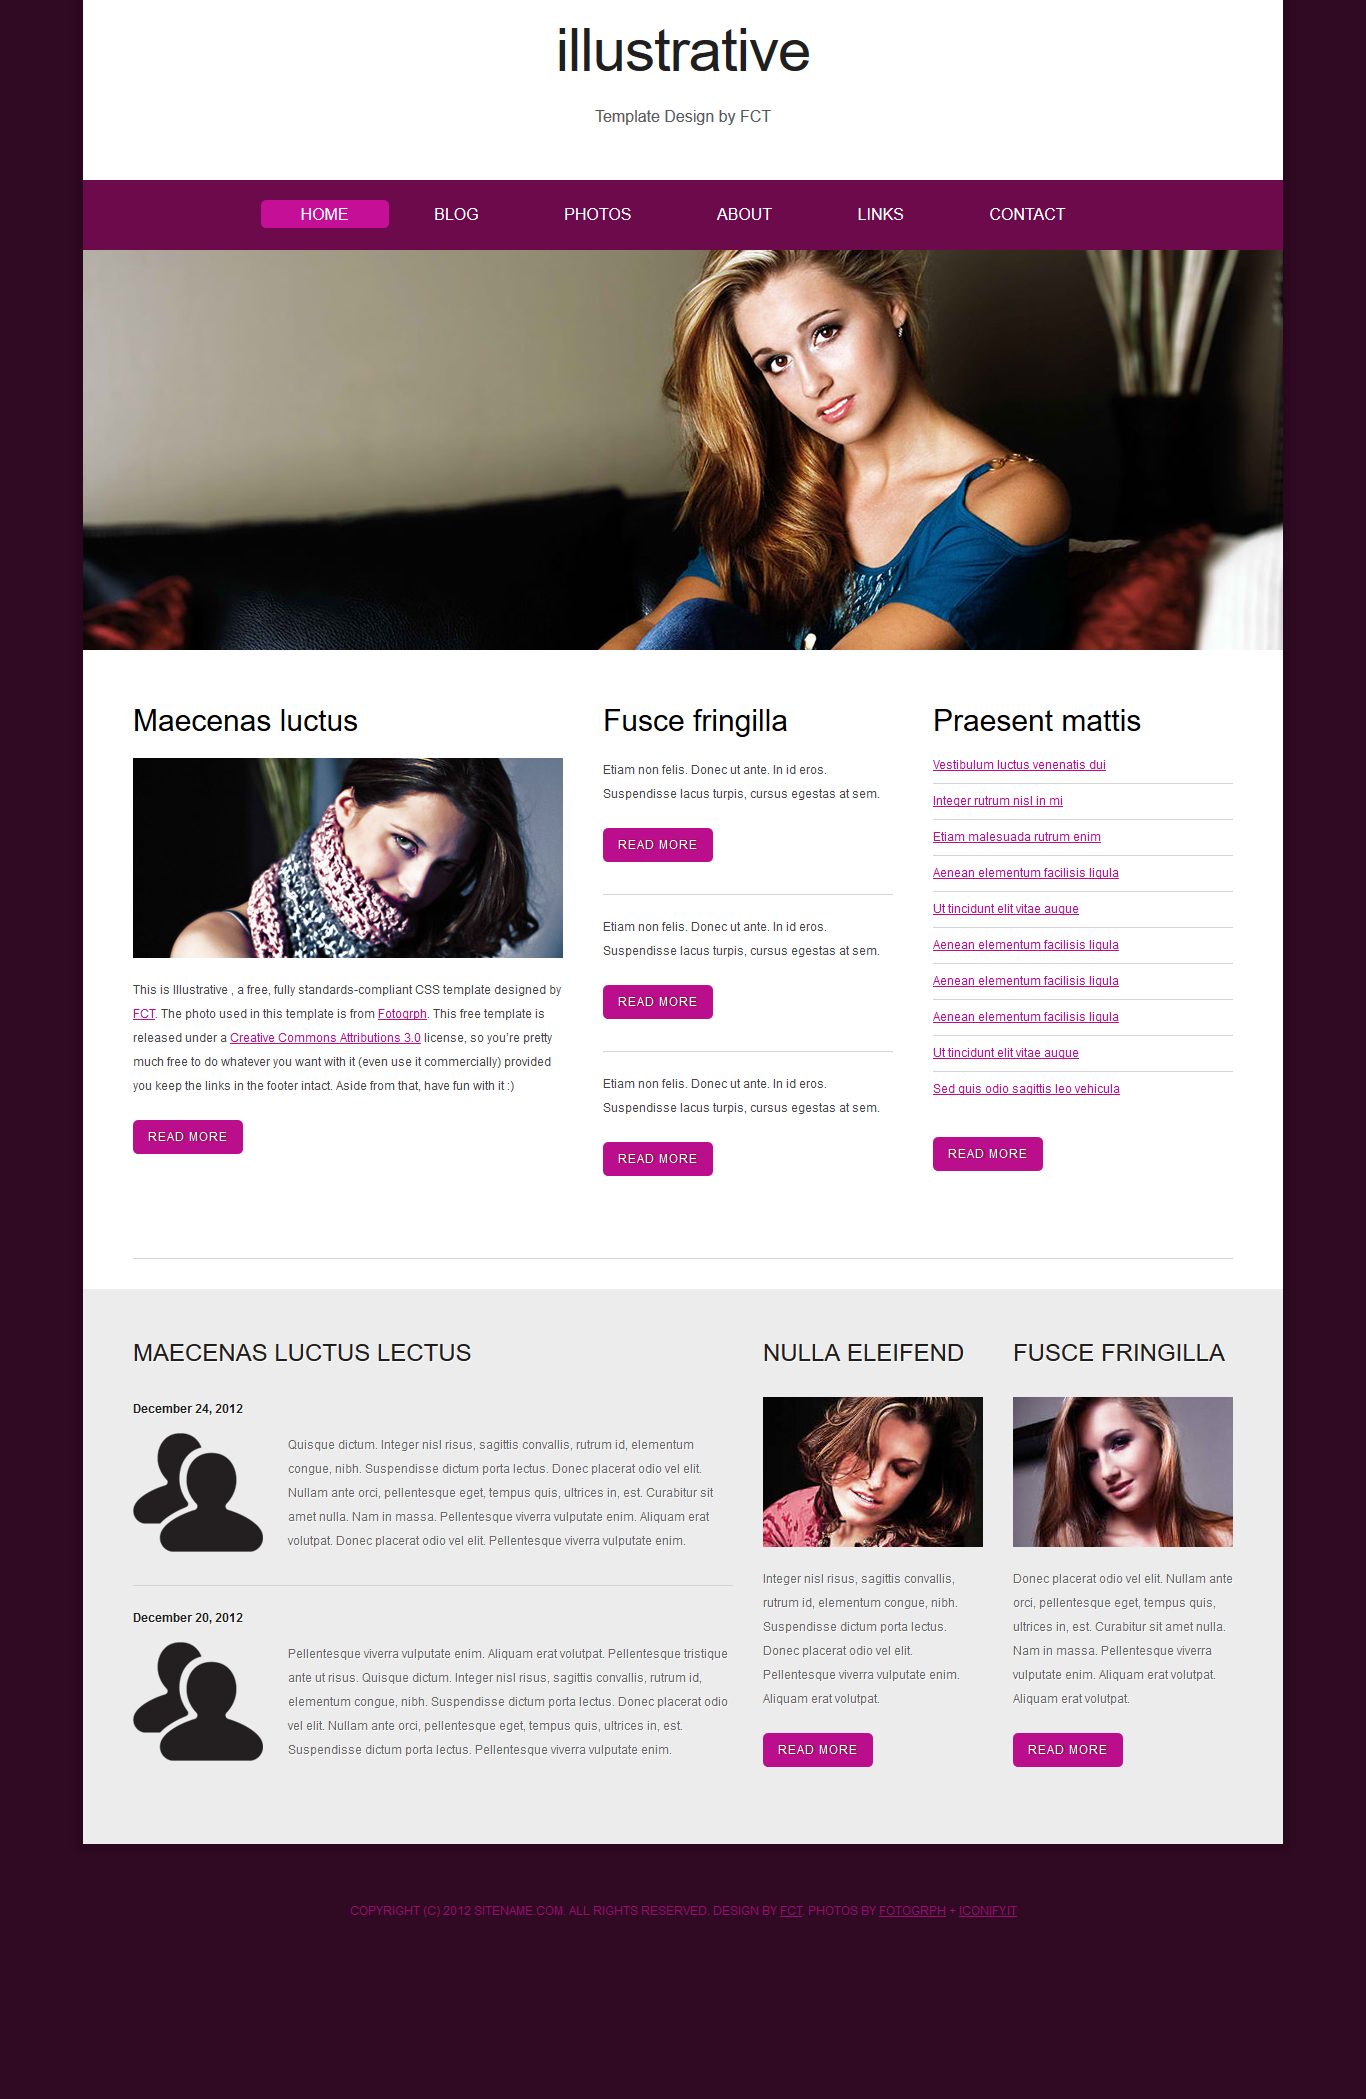 illustrative
Template Design by FCT
HOME BLOG PHOTOS ABOUT LINKS CONTACT
Maecenas luctus
This is Illustrative , a free, fully standards-compliant CSS template designed by
FCT. The photo used in this template is from Fotogrph. This free template is
released under a Creative Commons Attributions 3.0 license, so you're pretty
much free to do whatever you want with it (even use it commercially) provided
you keep the links in the footer intact. Aside from that, have fun with it :)
READ MORE
Fusce fringilla
Etiam non felis. Donec ut ante. In id eros.
Suspendisse lacus turpis, cursus egestas at sem.
READ MORE
Etiam non felis. Donec ut ante. In id eros.
Suspendisse lacus turpis, cursus egestas at sem.
READ MORE
Etiam non felis. Donec ut ante. In id eros.
Suspendisse lacus turpis, cursus egestas at sem.
READ MORE
Praesent mattis
Vestibulum luctus venenatis dui
Integer rutrum nisl in mi
Etiam malesuada rutrum enim
Aenean elementum facilisis ligula
Ut tincidunt elit vitae augue
Aenean elementum facilisis ligula
Aenean elementum facilisis ligula
Aenean elementum facilisis ligula
Ut tincidunt elit vitae augue
Sed quis odio sagittis leo vehicula
READ MORE
MAECENAS LUCTUS LECTUS
December 24, 2012
Quisque dictum. Integer nisl risus, sagittis convallis, rutrum id, elementum
congue, nibh. Suspendisse dictum porta lectus. Donec placerat odio vel elit.
Nullam ante orci, pellentesque eget, tempus quis, ultrices in, est. Curabitur sit
amet nulla. Nam in massa. Pellentesque viverra vulputate enim. Aliquam erat
volutpat. Donec placerat odio vel elit. Pellentesque viverra vulputate enim.
December 20, 2012
Pellentesque viverra vulputate enim. Aliquam erat volutpat. Pellentesque tristique
ante ut risus. Quisque dictum. Integer nisl risus, sagittis convallis, rutrum id,
elementum congue, nibh. Suspendisse dictum porta lectus. Donec placerat odio
vel elit. Nullam ante orci, pellentesque eget, tempus quis, ultrices in, est.
Suspendisse dictum porta lectus. Pellentesque viverra vulputate enim.
NULLA ELEIFEND
Integer nisl risus, sagittis convallis,
rutrum id, elementum congue, nibh.
Suspendisse dictum porta lectus.
Donec placerat odio vel elit.
Pellentesque viverra vulputate enim.
Aliquam erat volutpat.
READ MORE
FUSCE FRINGILLA
Donec placerat odio vel elit. Nullam ante
orci, pellentesque eget, tempus quis,
ultrices in, est. Curabitur sit amet nulla.
Nam in massa. Pellentesque viverra
vulputate enim. Aliquam erat volutpat.
Aliquam erat volutpat.
READ MORE
COPYRIGHT (C) 2012 SITENAME.COM. ALL RIGHTS RESERVED. DESIGN BY FCT. PHOTOS BY FOTOGRPH + ICONIFY.IT